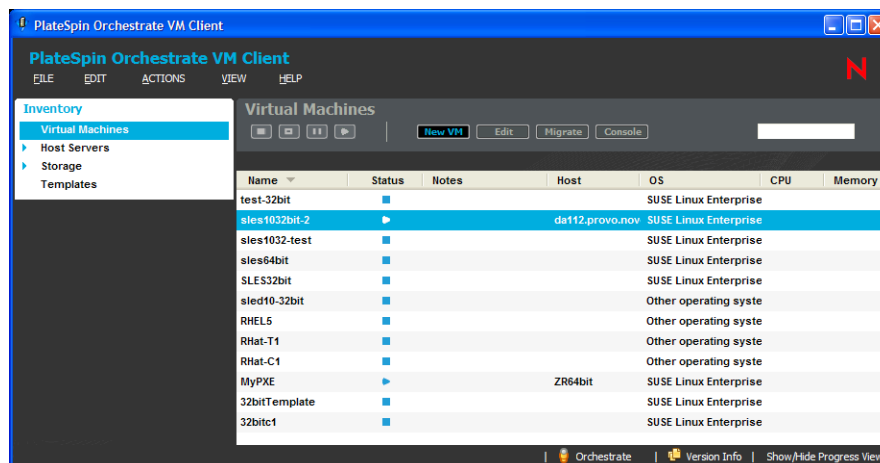 PlateSpin Orchestrate VM Client
PlateSpin Orchestrate VM Client
FILE EDIT ACTIONS VIEW HELP
N
Inventory
Virtual Machines
Host Servers
Storage
Templates
Virtual Machines
New VM Edit Migrate Console
Name Status Notes Host OS CPU Memory
test-32bit SUSE Linux Enterprise
sles1032bit-2 da112.provo.nov SUSE Linux Enterprise
sles1032-test SUSE Linux Enterprise
sles64bit SUSE Linux Enterprise
SLES32bit SUSE Linux Enterprise
sled10-32bit Other operating syste
RHEL5 Other operating syste
RHat-T1 Other operating syste
RHat-C1 Other operating syste
MyPXE ZR64bit SUSE Linux Enterprise
32bitTemplate SUSE Linux Enterprise
32bitc1 SUSE Linux Enterprise
Orchestrate | Version Info | Show/Hide Progress View